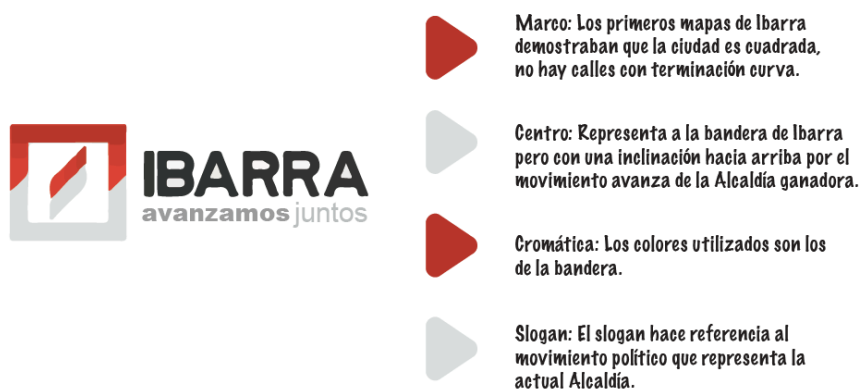 IBARRA
avanzamos juntos
Marco: Los primeros mapas de Ibarra
demostraban que la ciudad es cuadrada,
no hay calles con terminación curva.
Centro: Representa a la bandera de Ibarra
pero con una inclinación hacia arriba por el
movimiento avanza de la Alcaldía ganadora.
Cromática: Los colores utilizados son los
de la bandera.
Slogan: El slogan hace referencia al
movimiento político que representa la
actual Alcaldía.